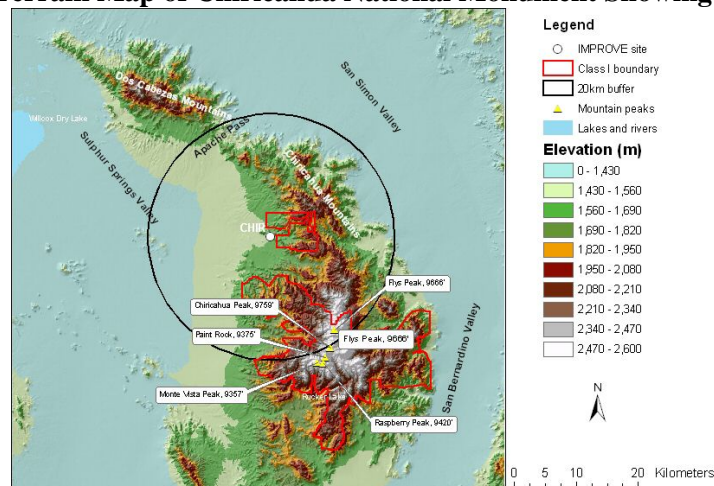 Terrain Map of Chiricahua National Monument Showing
Dos Cabezas Mountains
San Simon Valley
Willcox Dry Lake
Apache Pass
Sulphur Springs Valley
Chiricahua Mountains
CHIR
Flys Peak, 9666'
Chiricahua Peak, 9759'
Paint Rock, 9375'
Flys Peak, 9666'
Monte Vista Peak, 9357'
Rucker Lake
Raspberry Peak, 9420'
San Bernardino Valley
Legend
IMPROVE site
Class I boundary
20km buffer
Mountain peaks
Lakes and rivers
Elevation (m)
0 - 1,430
1,430 - 1,560
1,560 - 1,690
1,690 - 1,820
1,820 - 1,950
1,950 - 2,080
2,080 - 2,210
2,210 - 2,340
2,340 - 2,470
2,470 - 2,600
N
0 5 10 20 Kilometers